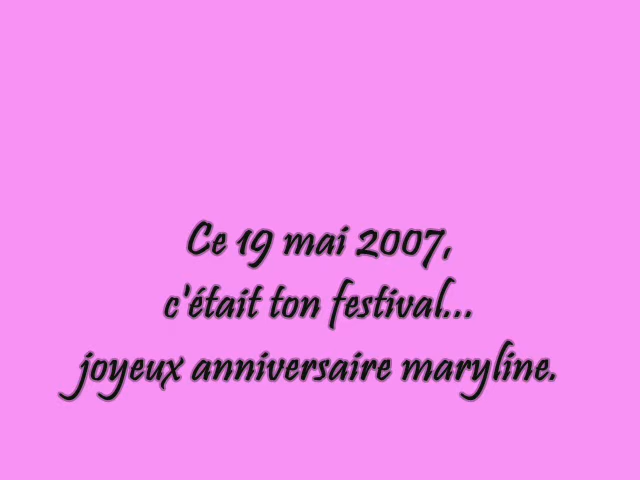 Ce 19 mai 2007,
c'était ton festival...
joyeux anniversaire maryline.